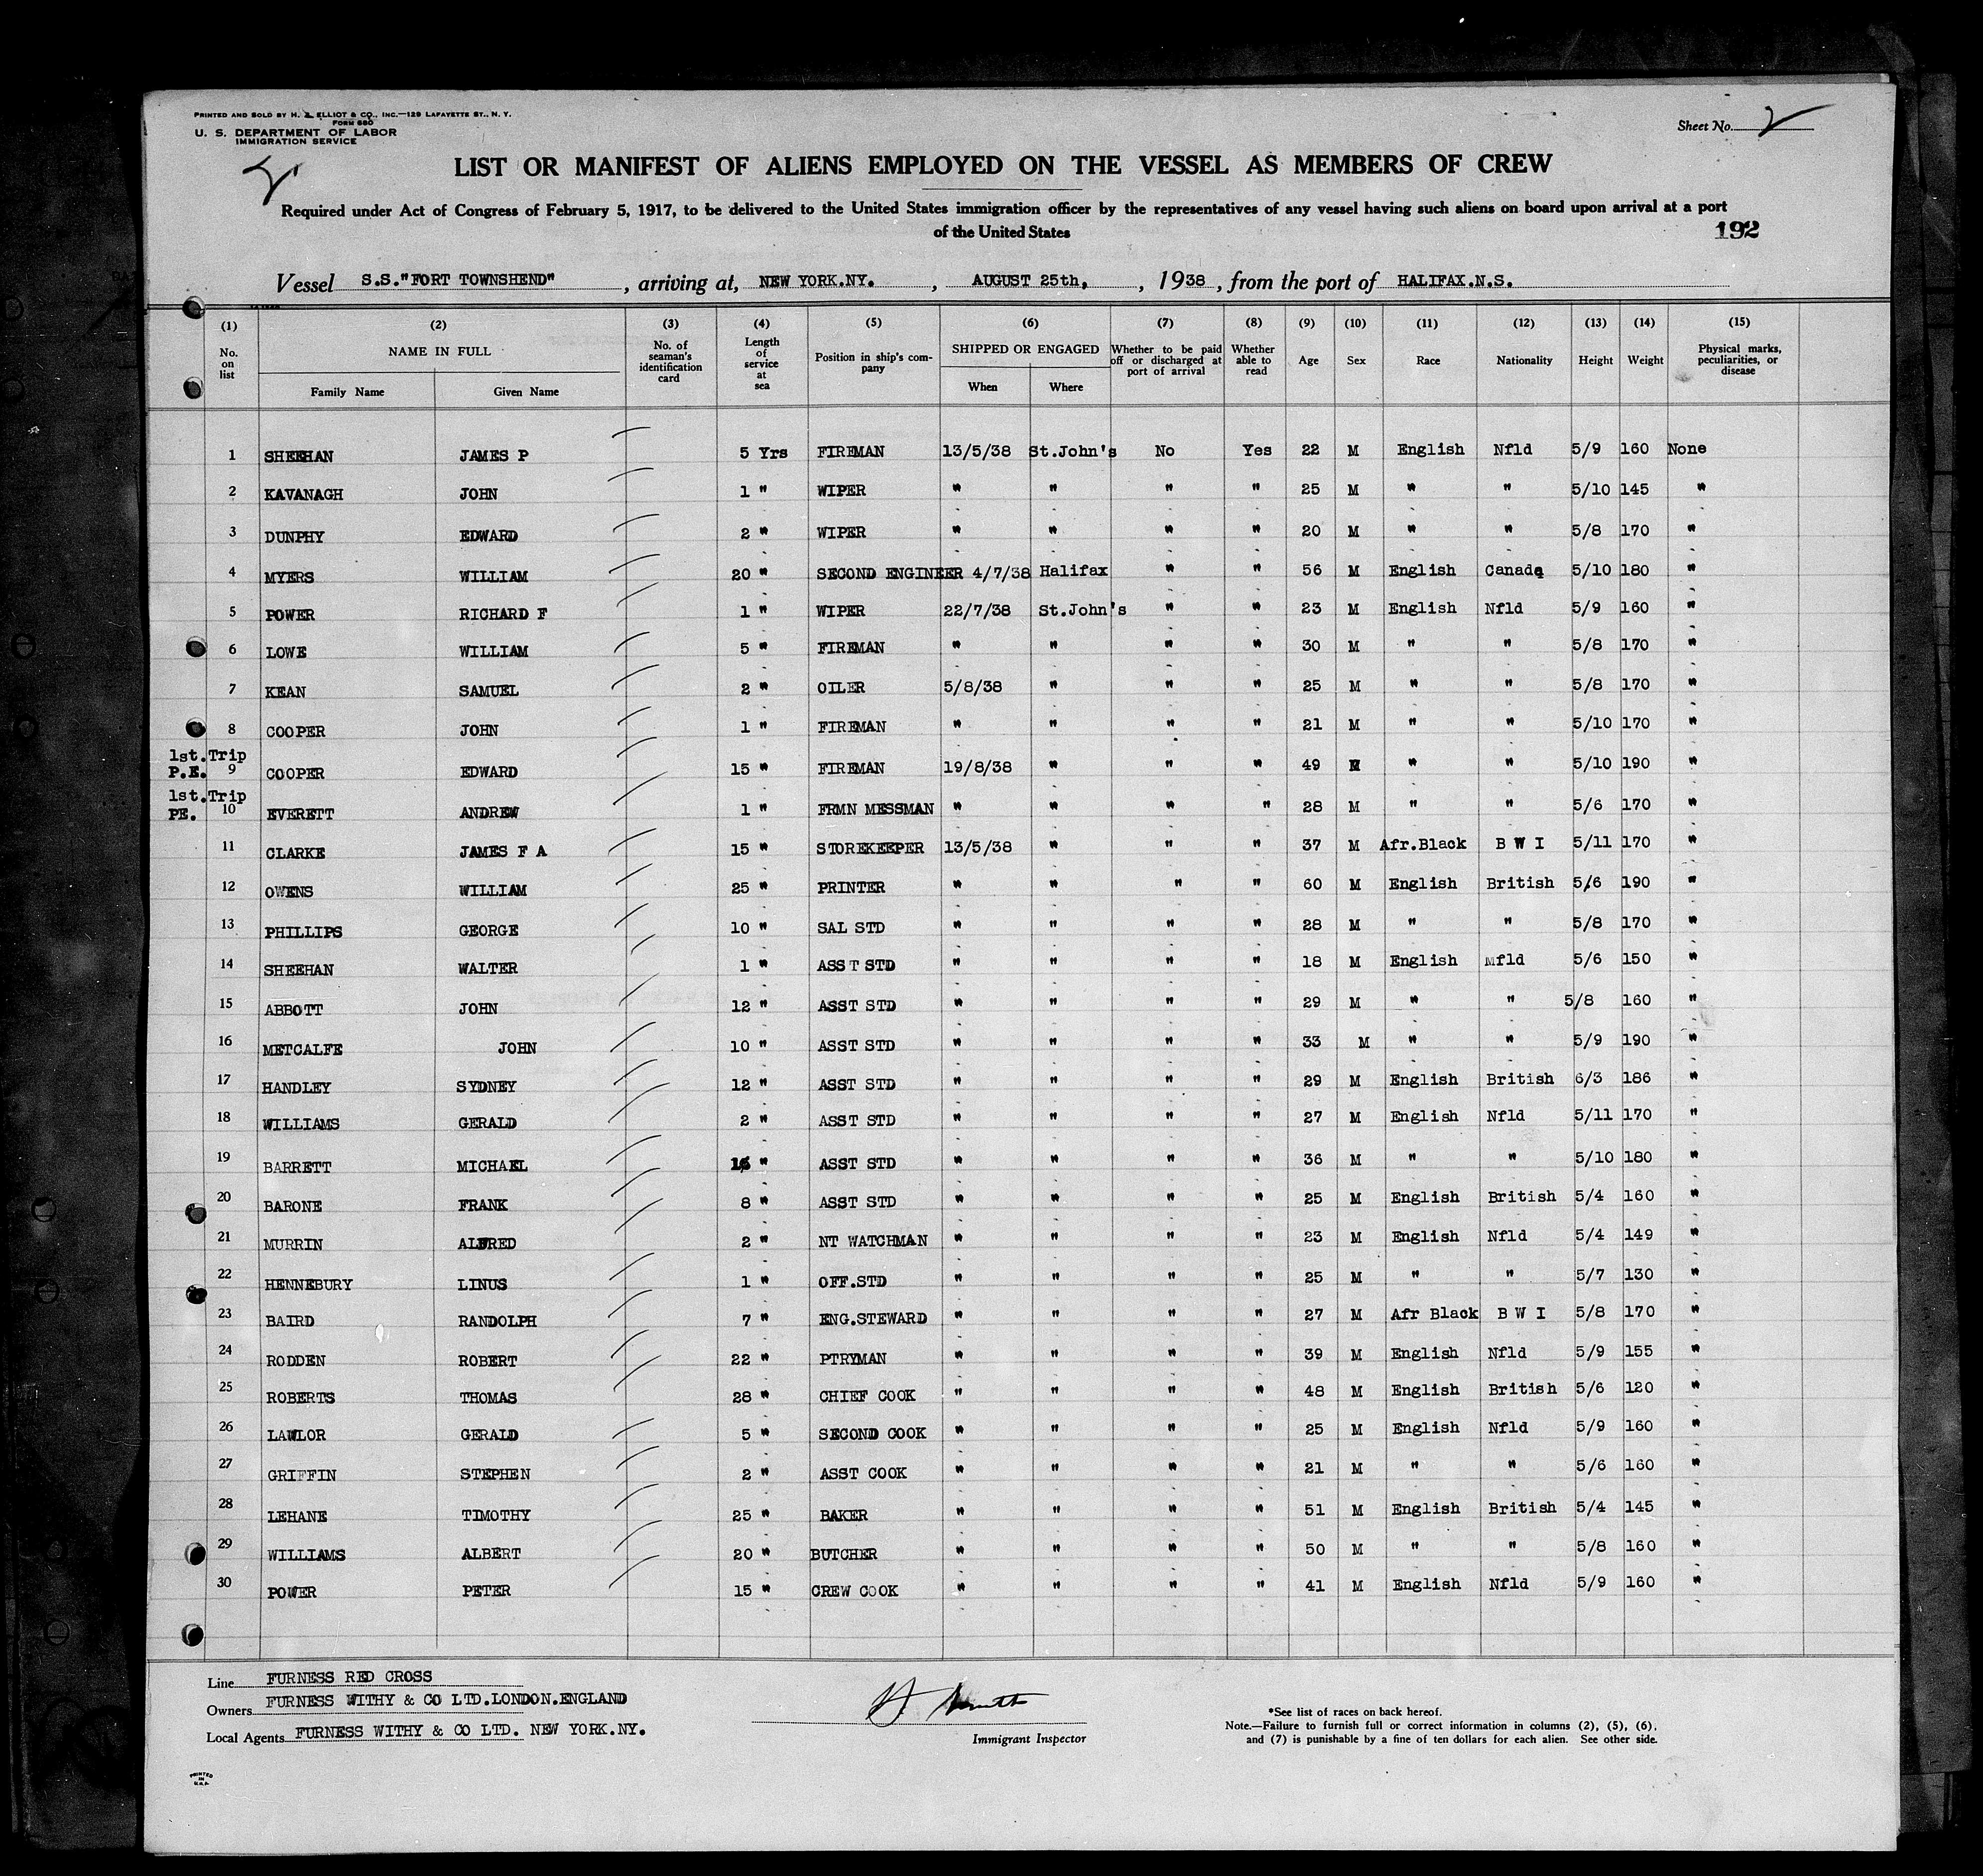 PRINTED AND SOLD BY H. & ELLIOT & CO., INC.—129 LAFAYETTE ST., N. Y.
FORM 680
U. S. DEPARTMENT OF LABOR
IMMIGRATION SERVICE
Sheet No. 2
LIST OR MANIFEST OF ALIENS EMPLOYED ON THE VESSEL AS MEMBERS OF CREW
Required under Act of Congress of February 5, 1917, to be delivered to the United States immigration officer by the representatives of any vessel having such aliens on board upon arrival at a port
of the United States
192
Vessel S.S."FORT TOWNSHEND", arriving at, NEW YORK.NY., AUGUST 25th, , 1938, from the port of HALIFAX.N.S.
(1) (2) (3) (4) (5) (6) (7) (8) (9) (10) (11) (12) (13) (14) (15)
No. on list NAME IN FULL Family Name Given Name No. of seaman's identification card Length of service at sea Position in ship's company SHIPPED OR ENGAGED When Where Whether to be paid off or discharged at port of arrival Whether able to read Age Sex Race Nationality Height Weight Physical marks, peculiarities, or disease
1 SHEEHAN JAMES P 5 Yrs FIREMAN 13/5/38 St.John's No Yes 22 M English Nfld 5/9 160 None
2 KAVANAGH JOHN 1 " WIPER " " " " 25 M " " 5/10 145 "
3 DUNPHY EDWARD 2 " WIPER " " " " 20 M " " 5/8 170 "
4 MYERS WILLIAM 20 " SECOND ENGINEER 4/7/38 Halifax " " 56 M English Canada 5/10 180 "
5 POWER RICHARD F 1 " WIPER 22/7/38 St.John's " " 23 M English Nfld 5/9 160 "
6 LOWE WILLIAM 5 " FIREMAN " " " " 30 M " " 5/8 170 "
7 KEAN SAMUEL 2 " OILER 5/8/38 " " " 25 M " " 5/8 170 "
8 COOPER JOHN 1 " FIREMAN " " " " 21 M " " 5/10 170 "
1st.Trip P.E. 9 COOPER EDWARD 15 " FIREMAN 19/8/38 " " " 49 M " " 5/10 190 "
1st.Trip PE. 10 EVERETT ANDREW 1 " FRMN MESSMAN " " " " 28 M " " 5/6 170 "
11 CLARKE JAMES F A 15 " STOREKEEPER 13/5/38 " " " 37 M Afr.Black B W I 5/11 170 "
12 OWENS WILLIAM 25 " PRINTER " " " " 60 M English British 5/6 190 "
13 PHILLIPS GEORGE 10 " SAL STD " " " " 28 M " " 5/8 170 "
14 SHEEHAN WALTER 1 " ASST STD " " " " 18 M English Nfld 5/6 150 "
15 ABBOTT JOHN 12 " ASST STD " " " " 29 M " " 5/8 160 "
16 METCALFE JOHN 10 " ASST STD " " " " 33 M " " 5/9 190 "
17 HANDLEY SYDNEY 12 " ASST STD " " " " 29 M English British 6/3 186 "
18 WILLIAMS GERALD 2 " ASST STD " " " " 27 M English Nfld 5/11 170 "
19 BARRETT MICHAEL " ASST STD " " " " 36 M " " 5/10 180 "
20 BARONE FRANK 8 " ASST STD " " " " 25 M English British 5/4 160 "
21 MURRIN ALFRED 2 " NT WATCHMAN " " " " 23 M English Nfld 5/4 149 "
22 HENNEBURY LINUS 1 " OFF.STD " " " " 25 M " " 5/7 130 "
23 BAIRD RANDOLPH 7 " ENG.STEWARD " " " " 27 M Afr Black B W I 5/8 170 "
24 RODDEN ROBERT 22 " PTRYMAN " " " " 39 M English Nfld 5/9 155 "
25 ROBERTS THOMAS 28 " CHIEF COOK " " " " 48 M English British 5/6 120 "
26 LAWLOR GERALD 5 " SECOND COOK " " " " 25 M English Nfld 5/9 160 "
27 GRIFFIN STEPHEN 2 " ASST COOK " " " " 21 M " " 5/6 160 "
28 LEHANE TIMOTHY 25 " BAKER " " " " 51 M English British 5/4 145 "
29 WILLIAMS ALBERT 20 " BUTCHER " " " " 50 M " " 5/8 160 "
30 POWER PETER 15 " CREW COOK " " " " 41 M English Nfld 5/9 160 "
Line FURNESS RED CROSS
Owners FURNESS WITHY & CO LTD.LONDON.ENGLAND
Local Agents FURNESS WITHY & CO LTD. NEW YORK.NY.
Immigrant Inspector
*See list of races on back hereof.
Note.—Failure to furnish full or correct information in columns (2), (5), (6),
and (7) is punishable by a fine of ten dollars for each alien. See other side.
PRINTED
IN
U.S.A.